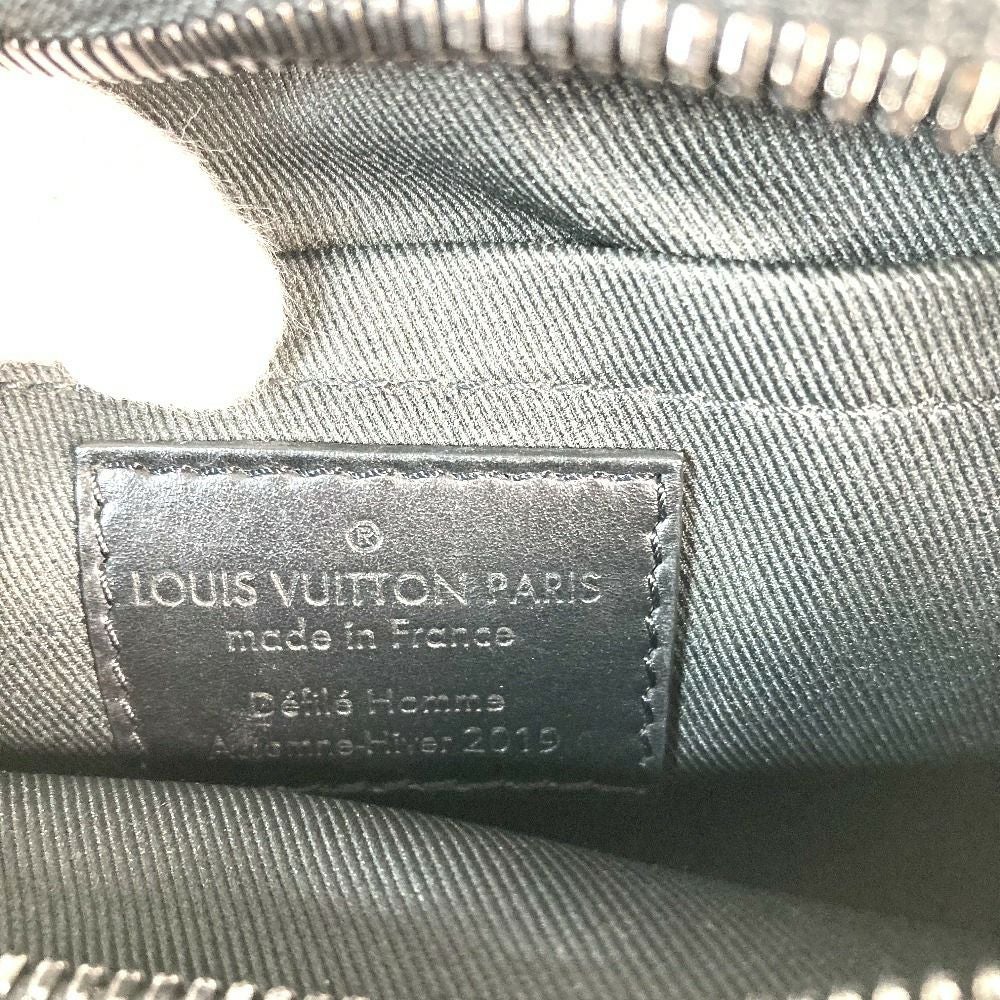 ®
LOUIS VUITTON PARIS
made in France
Défilé Homme
Automne-Hiver 2019